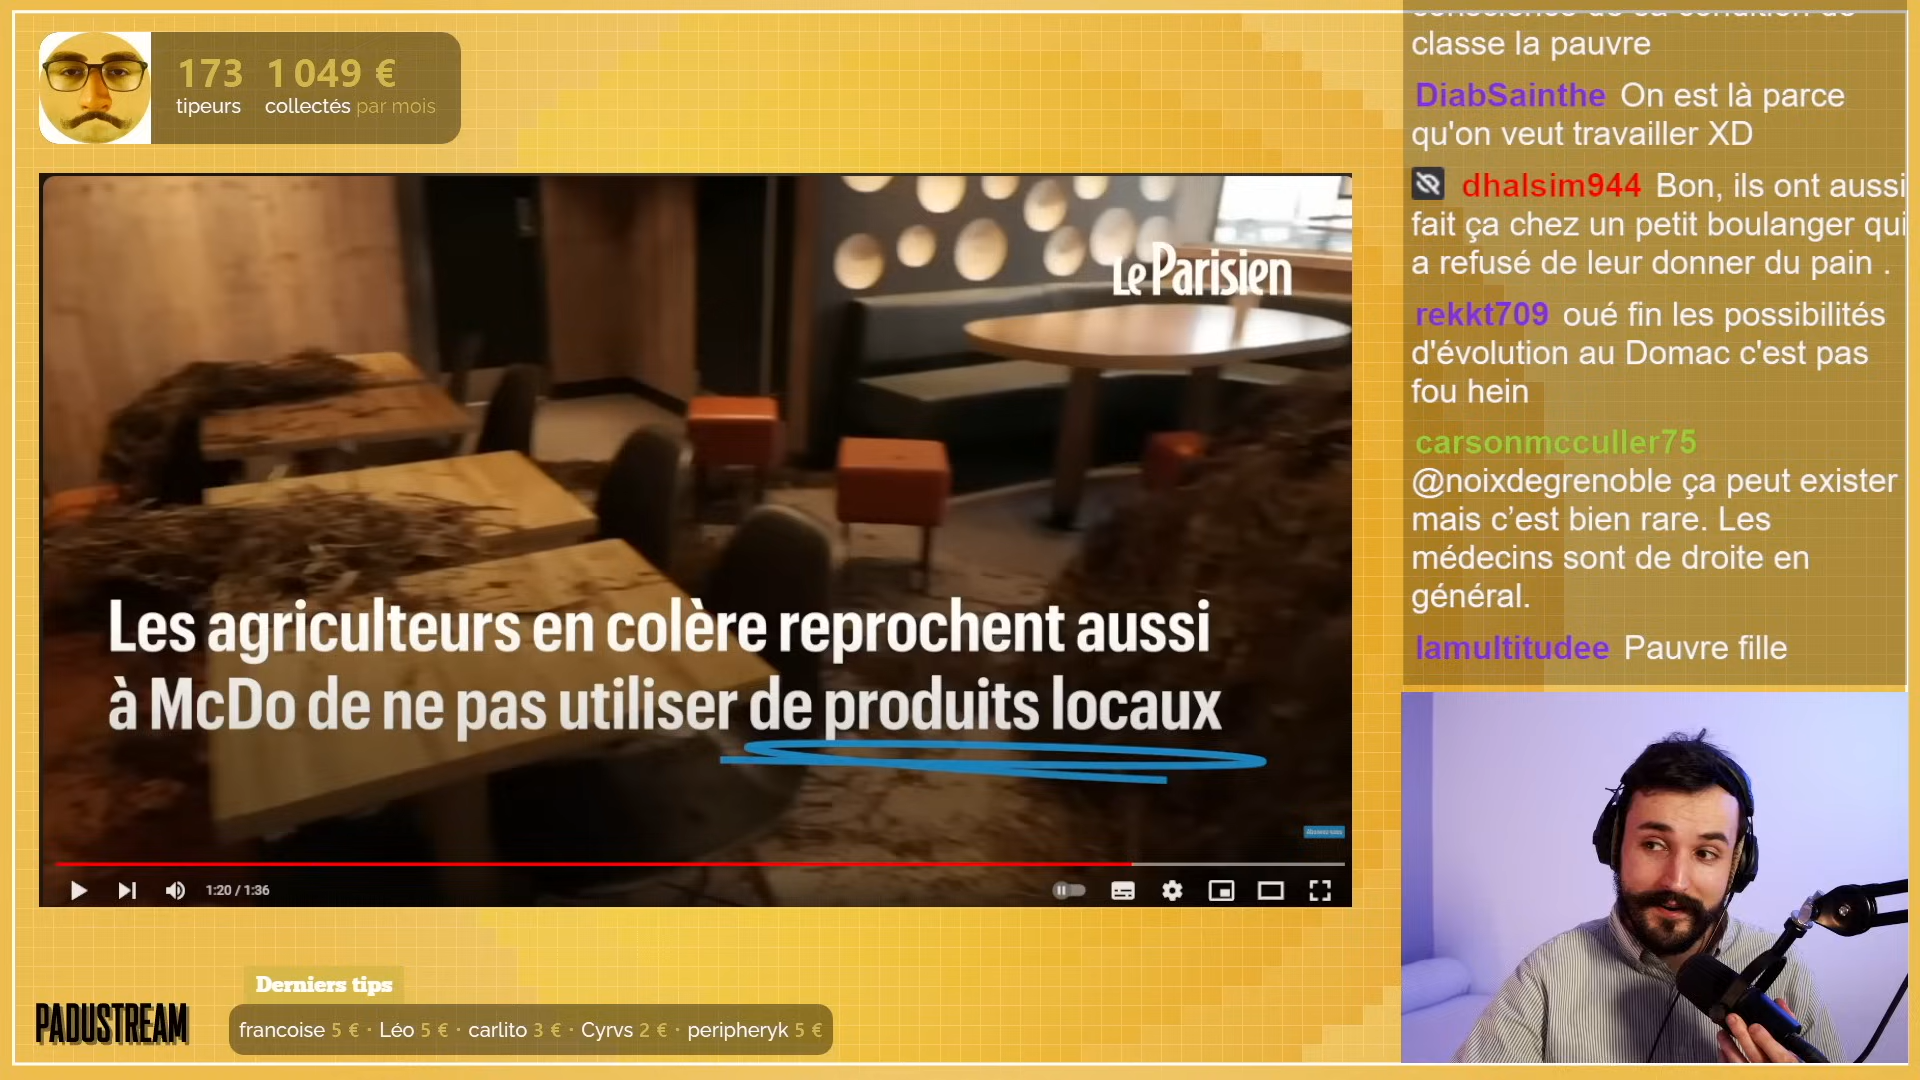 173 1 049 €
tipeurs collectés par mois
Le Parisien
Les agriculteurs en colère reprochent aussi
à McDo de ne pas utiliser de produits locaux
1:20 / 1:36
Derniers tips
PADUSTREAM
francoise 5 € · Léo 5 € · carlito 3 € · Cyrvs 2 € · peripheryk 5 €
classe la pauvre
DiabSainthe On est là parce
qu'on veut travailler XD
dhalsim944 Bon, ils ont aussi
fait ça chez un petit boulanger qui
a refusé de leur donner du pain .
rekkt709 oué fin les possibilités
d'évolution au Domac c'est pas
fou hein
carsonmcculler75
@noixdegrenoble ça peut exister
mais c’est bien rare. Les
médecins sont de droite en
général.
lamultitudee Pauvre fille